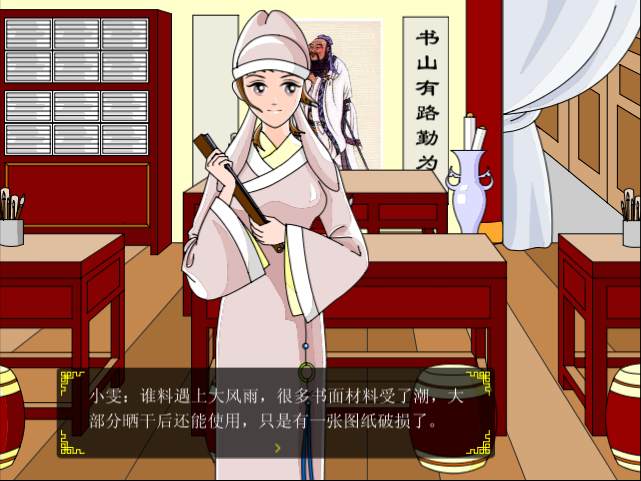 书山有路勤为
小雯：谁料遇上大风雨，很多书面材料受了潮，大
部分晒干后还能使用，只是有一张图纸破损了。